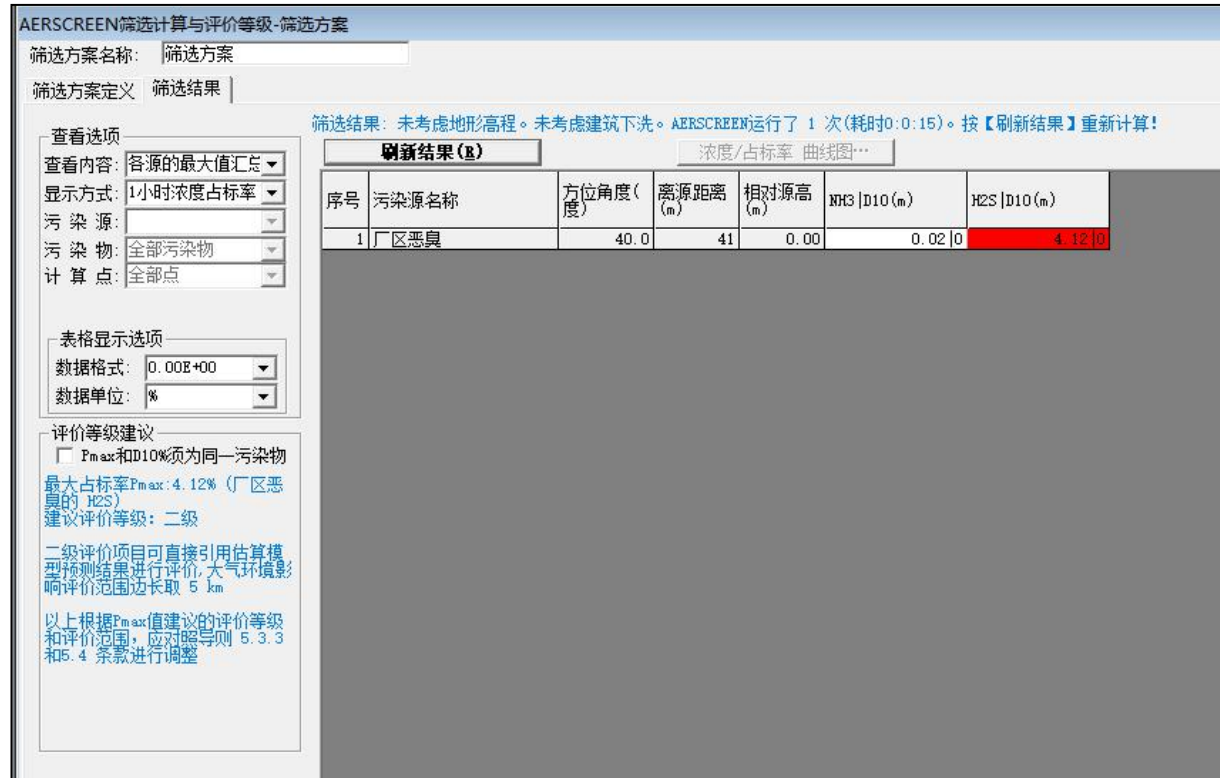 AERSCREEN筛选计算与评价等级-筛选方案
筛选方案名称: 筛选方案
筛选方案定义 筛选结果
查看选项
查看内容: 各源的最大值汇总
显示方式: 1小时浓度占标率
污 染 源:
污 染 物: 全部污染物
计 算 点: 全部点
表格显示选项
数据格式: 0.00E+00
数据单位: %
评价等级建议
Pmax和D10%须为同一污染物
最大占标率Pmax:4.12% (厂区恶
臭的 H2S)
建议评价等级: 二级
二级评价项目可直接引用估算模
型预测结果进行评价,大气环境影
响评价范围边长取 5 km
以上根据Pmax值建议的评价等级
和评价范围，应对照导则 5.3.3
和5.4 条款进行调整
筛选结果: 未考虑地形高程。未考虑建筑下洗。AERSCREEN运行了 1 次(耗时0:0:15)。按【刷新结果】重新计算!
刷新结果(R) 浓度/占标率 曲线图…
序号 污染源名称 方位角度(度) 离源距离(m) 相对源高(m) NH3|D10(m) H2S|D10(m)
1 厂区恶臭 40.0 41 0.00 0.02|0 4.12|0